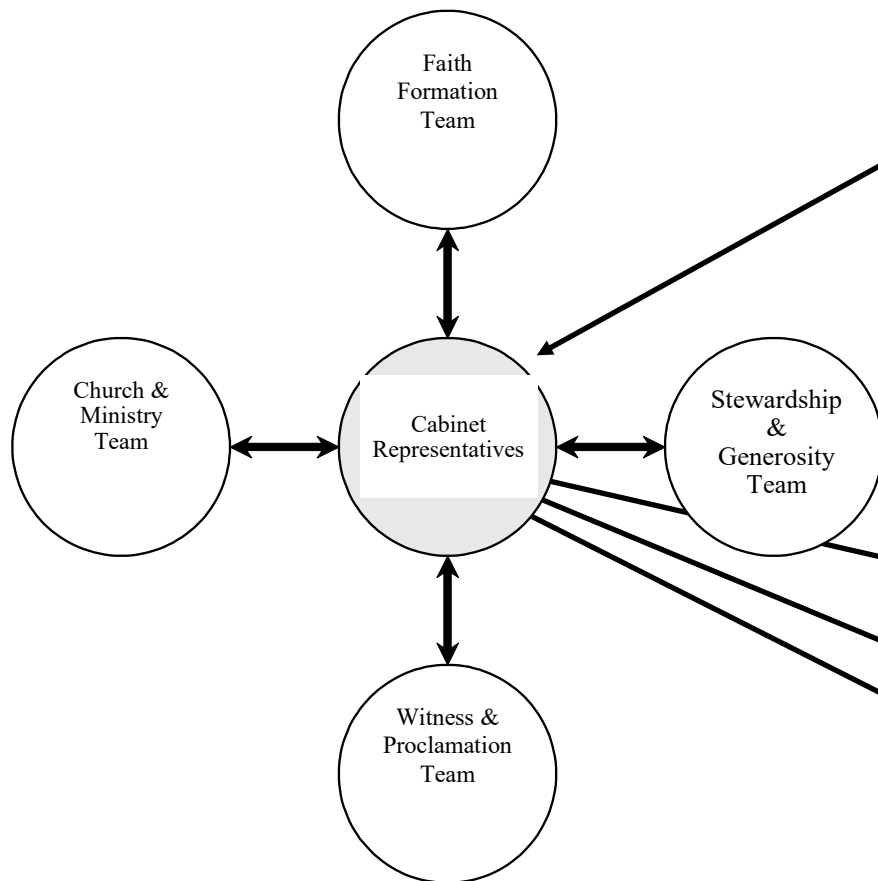 Faith
Formation
Team
Church &
Ministry
Team
Cabinet
Representatives
Stewardship
&
Generosity
Team
Witness &
Proclamation
Team